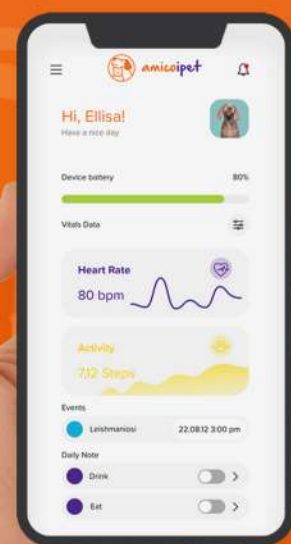 amicoipet
Hi, Ellisa!
Have a nice day
Device battery 80%
Vitals Data
Heart Rate
80 bpm
Activity
7,12 Steps
Events
Leishmaniosi 22.08.12 3:00 pm
Daily Note
Drink
Eat